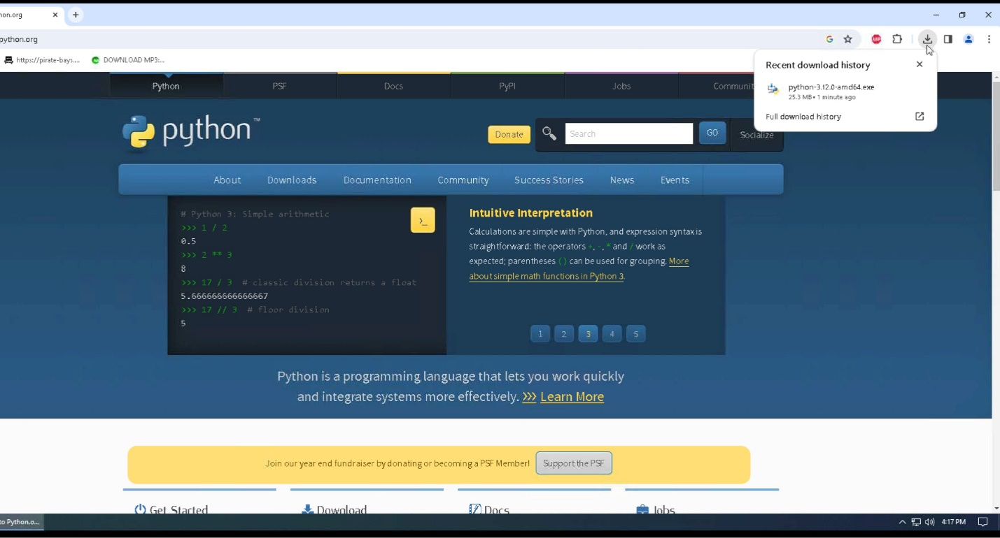 hon.org
python.org
https://pirate-bays....
DOWNLOAD MP3:...
ABP
Recent download history
python-3.12.0-amd64.exe
25.3 MB • 1 minute ago
Full download history
Python
PSF
Docs
PyPI
Jobs
Communit
python™
Donate
Search
GO
Socialize
About
Downloads
Documentation
Community
Success Stories
News
Events
# Python 3: Simple arithmetic
>>> 1 / 2
0.5
>>> 2 ** 3
8
>>> 17 / 3 # classic division returns a float
5.666666666666667
>>> 17 // 3 # floor division
5
>_
Intuitive Interpretation
Calculations are simple with Python, and expression syntax is
straightforward: the operators +, -, * and / work as
expected; parentheses () can be used for grouping. More
about simple math functions in Python 3.
1 2 3 4 5
Python is a programming language that lets you work quickly
and integrate systems more effectively. >>> Learn More
Join our year end fundraiser by donating or becoming a PSF Member!
Support the PSF
Get Started
Download
Docs
Jobs
to Python.o...
4:17 PM